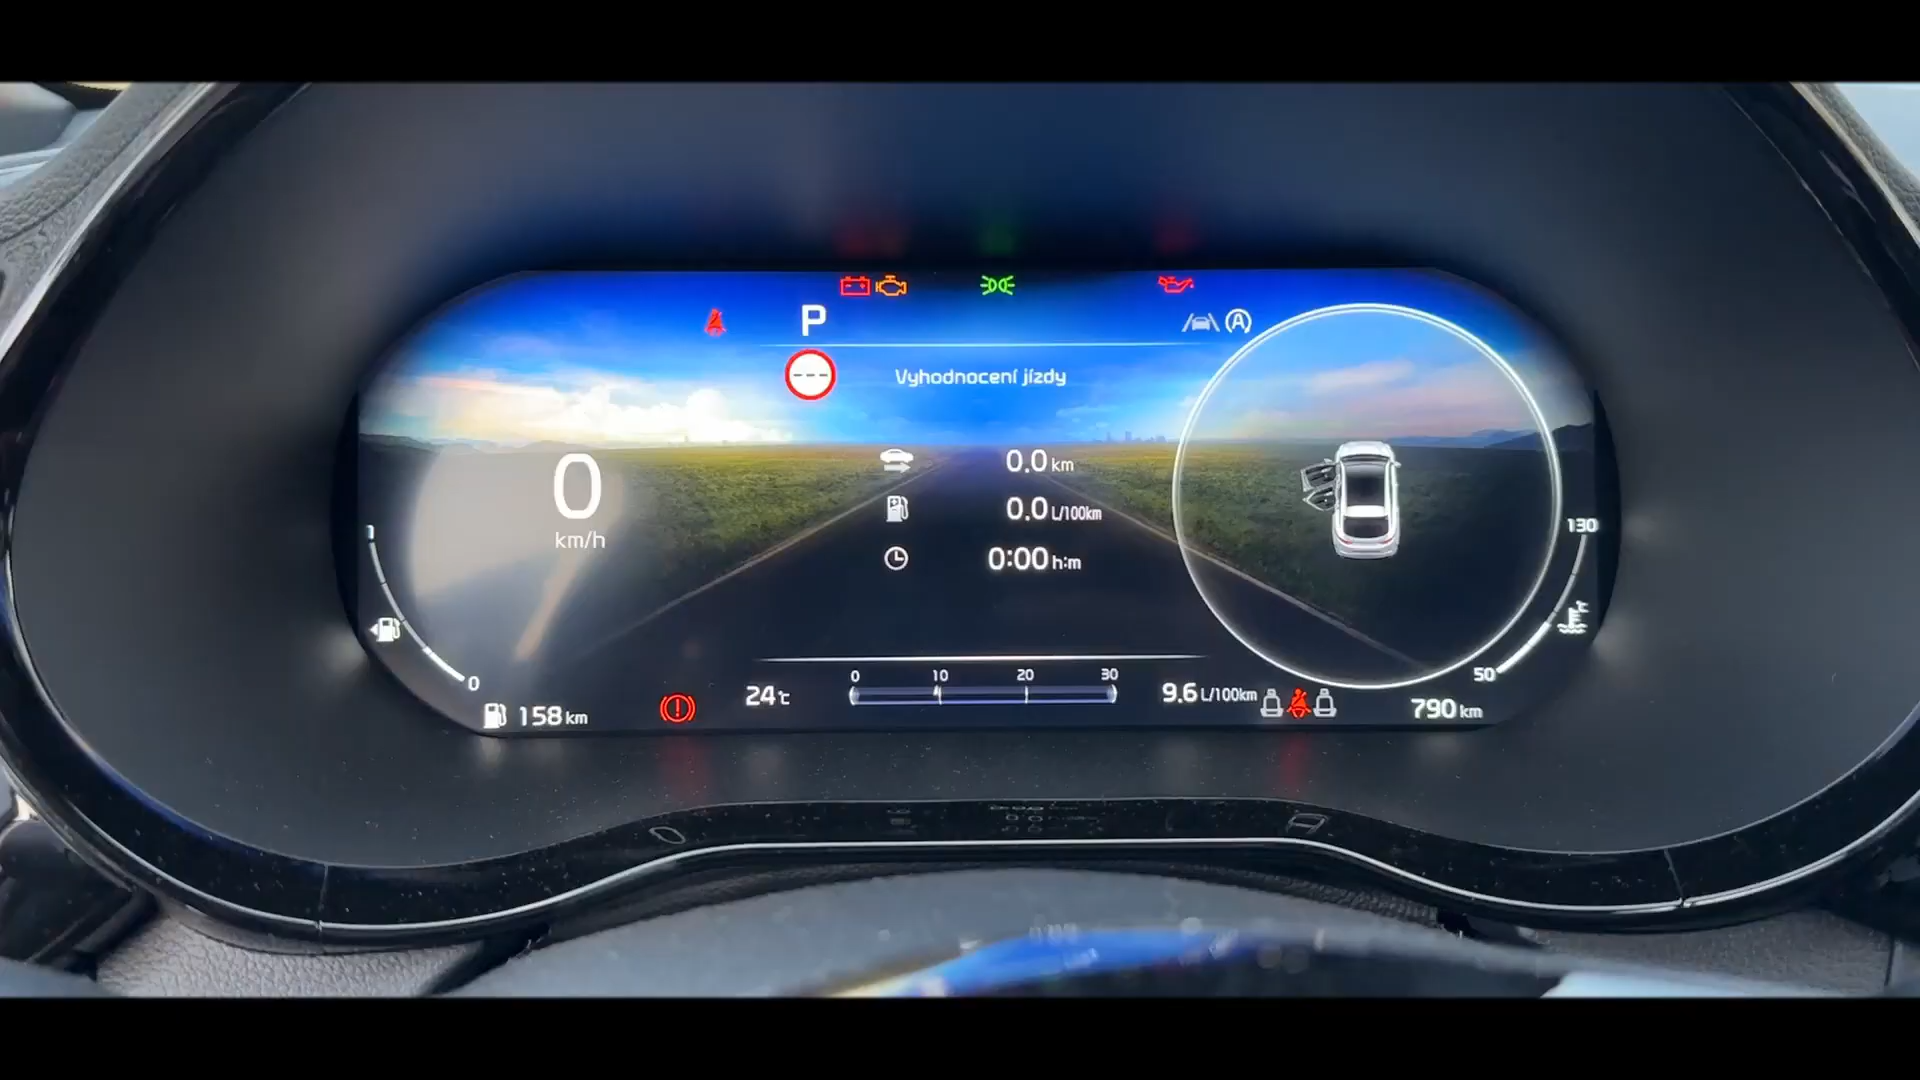 P
A
---
Vyhodnocení jízdy
0.0 km
0
km/h
0.0 L/100km
0:00 h:m
1
0
130
50
158 km
24°C
0 10 20 30
9.6 L/100km
790 km